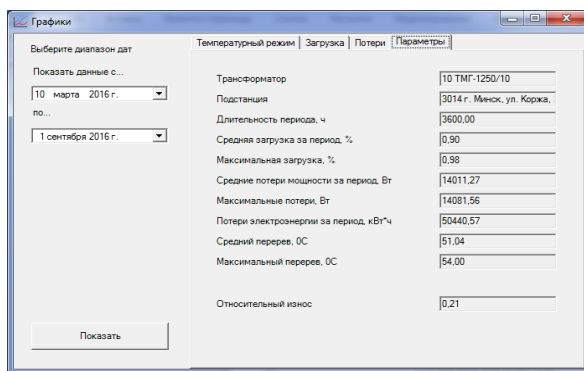 Графики
Выберите диапазон дат
Показать данные с...
10 марта 2016 г.
по...
1 сентября 2016 г.
Показать
Температурный режим Загрузка Потери Параметры
Трансформатор 10 ТМГ-1250/10
Подстанция 3014 г. Минск, ул. Коржа,
Длительность периода, ч 3600,00
Средняя загрузка за период, % 0,90
Максимальная загрузка, % 0,98
Средние потери мощности за период, Вт 14011,27
Максимальные потери, Вт 14081,56
Потери электроэнергии за период, кВт*ч 50440,57
Средний перерев, 0С 51,04
Максимальный перерев, 0С 54,00
Относительный износ 0,21